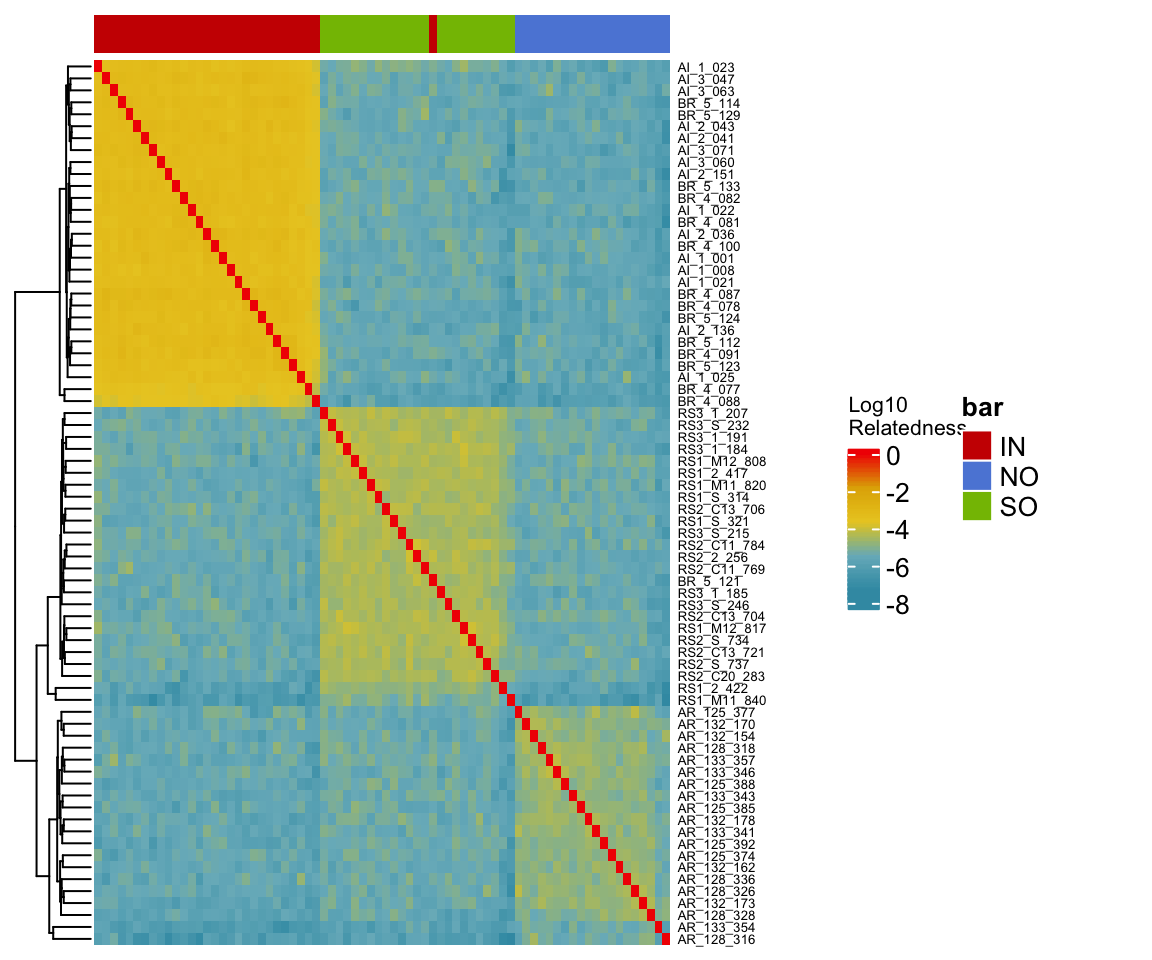 AI_1_023
AI_3_047
AI_3_063
BR_5_114
BR_5_129
AI_2_043
AI_2_041
AI_3_071
AI_3_060
AI_2_151
BR_5_133
BR_4_082
AI_1_022
BR_4_081
AI_2_036
BR_4_100
AI_1_001
AI_1_008
AI_1_021
BR_4_087
BR_4_078
BR_5_124
AI_2_136
BR_5_112
BR_4_091
BR_5_123
AI_1_025
BR_4_077
BR_4_088
RS3_1_207
RS3_S_232
RS3_1_191
RS3_1_184
RS1_M12_808
RS1_2_417
RS1_M11_820
RS1_S_314
RS2_C13_706
RS1_S_321
RS3_S_215
RS2_C11_784
RS2_2_256
RS2_C11_769
BR_5_121
RS3_1_185
RS3_S_246
RS2_C13_704
RS1_M12_817
RS2_S_734
RS2_C13_721
RS2_S_737
RS2_C20_283
RS1_2_422
RS1_M11_840
AR_125_377
AR_132_170
AR_132_154
AR_128_318
AR_133_357
AR_133_346
AR_125_388
AR_133_343
AR_125_385
AR_132_178
AR_133_341
AR_125_392
AR_125_374
AR_132_162
AR_128_336
AR_128_326
AR_132_173
AR_128_328
AR_133_354
AR_128_316
Log10
Relatedness
0
-2
-4
-6
-8
bar
IN
NO
SO